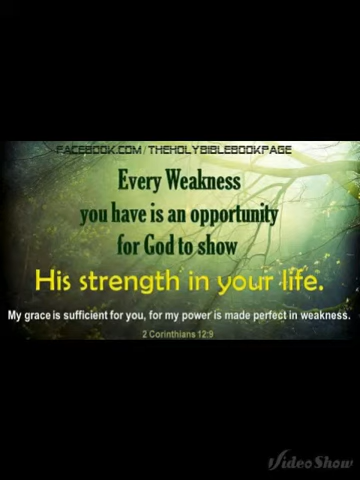 FACEBOOK.COM/THEHOLYBIBLEBOOKPAGE
Every Weakness
you have is an opportunity
for God to show
His strength in your life.
My grace is sufficient for you, for my power is made perfect in weakness.
2 Corinthians 12:9
VideoShow